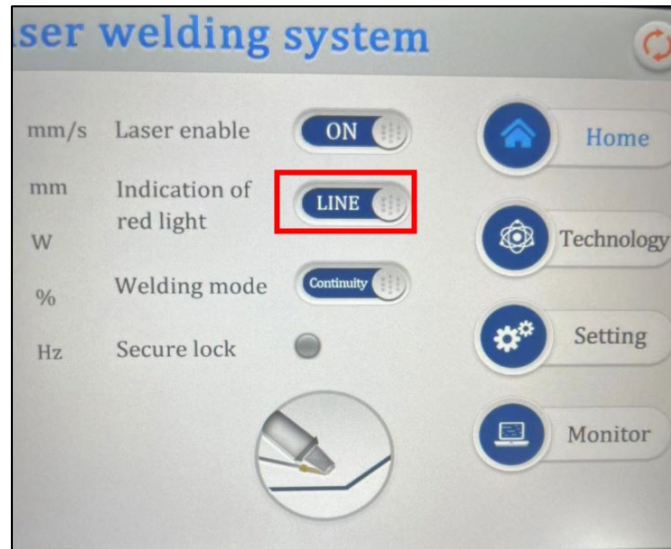 ser welding system
mm/s Laser enable ON
Home
mm Indication of
red light LINE
W
Technology
% Welding mode Continuity
Hz Secure lock
Setting
Monitor